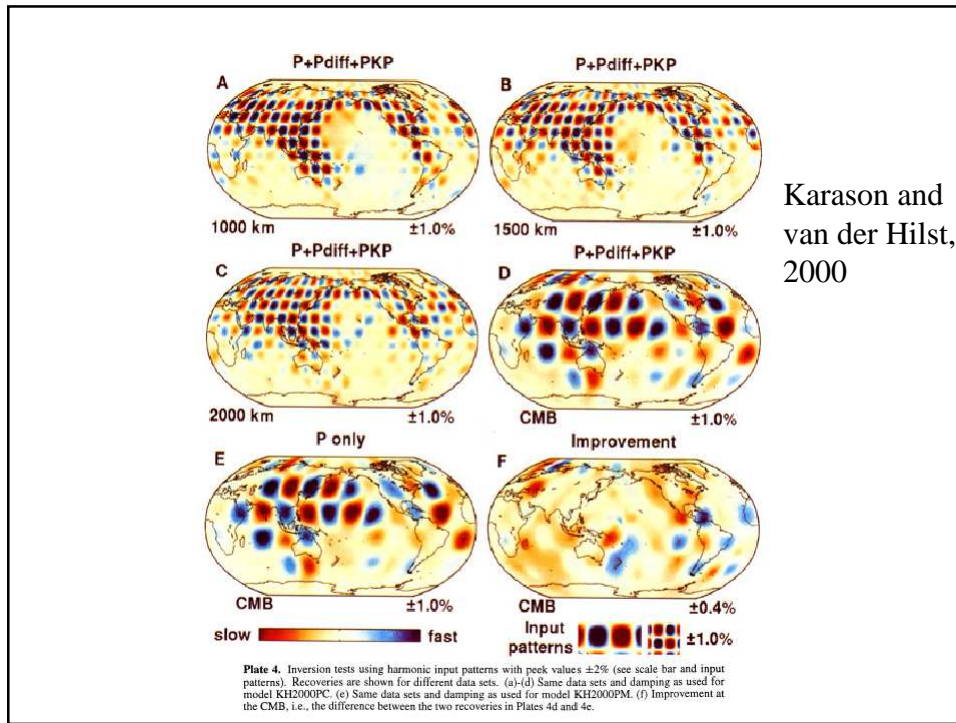 P+Pdiff+PKP
P+Pdiff+PKP
A
B
1000 km
±1.0%
1500 km
±1.0%
Karason and
van der Hilst,
2000
P+Pdiff+PKP
P+Pdiff+PKP
C
D
2000 km
±1.0%
CMB
±1.0%
P only
Improvement
E
F
CMB
±1.0%
CMB
±0.4%
slow
fast
Input
patterns
±1.0%
Plate 4. Inversion tests using harmonic input patterns with peek values ±2% (see scale bar and input
patterns). Recoveries are shown for different data sets. (a)-(d) Same data sets and damping as used for
model KH2000PC. (e) Same data sets and damping as used for model KH2000PM. (f) Improvement at
the CMB, i.e., the difference between the two recoveries in Plates 4d and 4e.